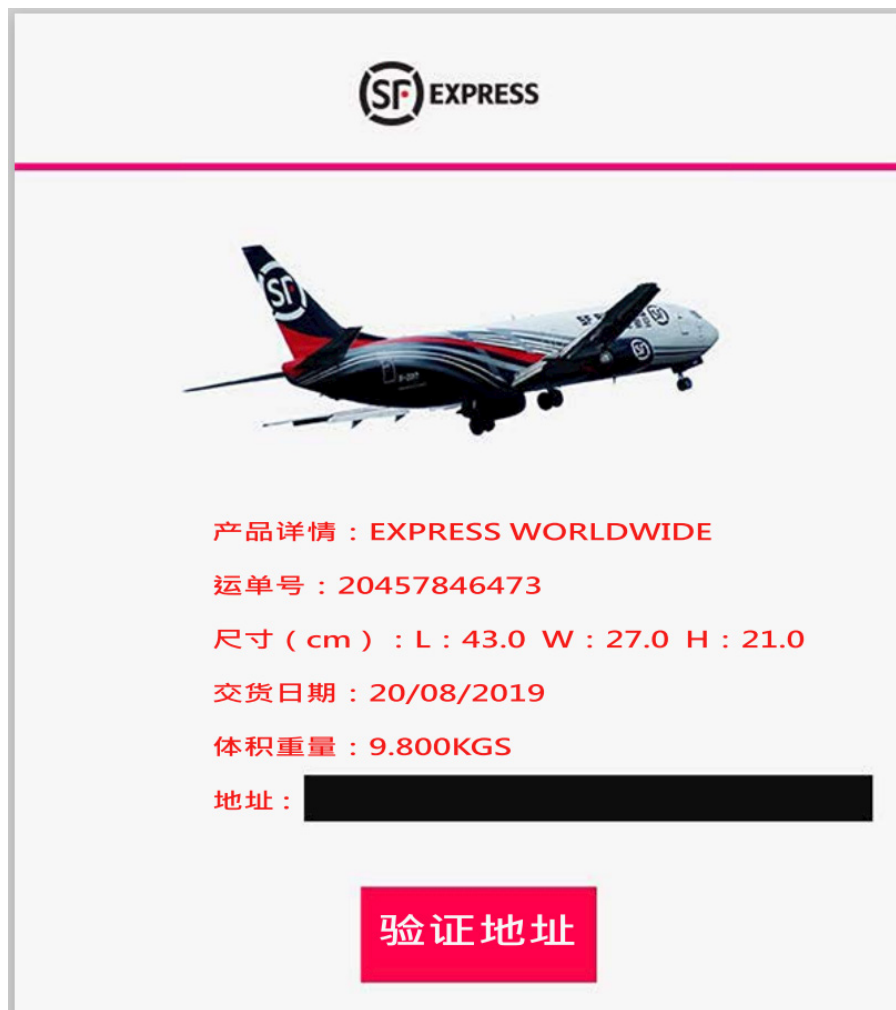 SF EXPRESS
SF
产品详情：EXPRESS WORLDWIDE
运单号：20457846473
尺寸（cm）：L：43.0 W：27.0 H：21.0
交货日期：20/08/2019
体积重量：9.800KGS
地址：
验证地址